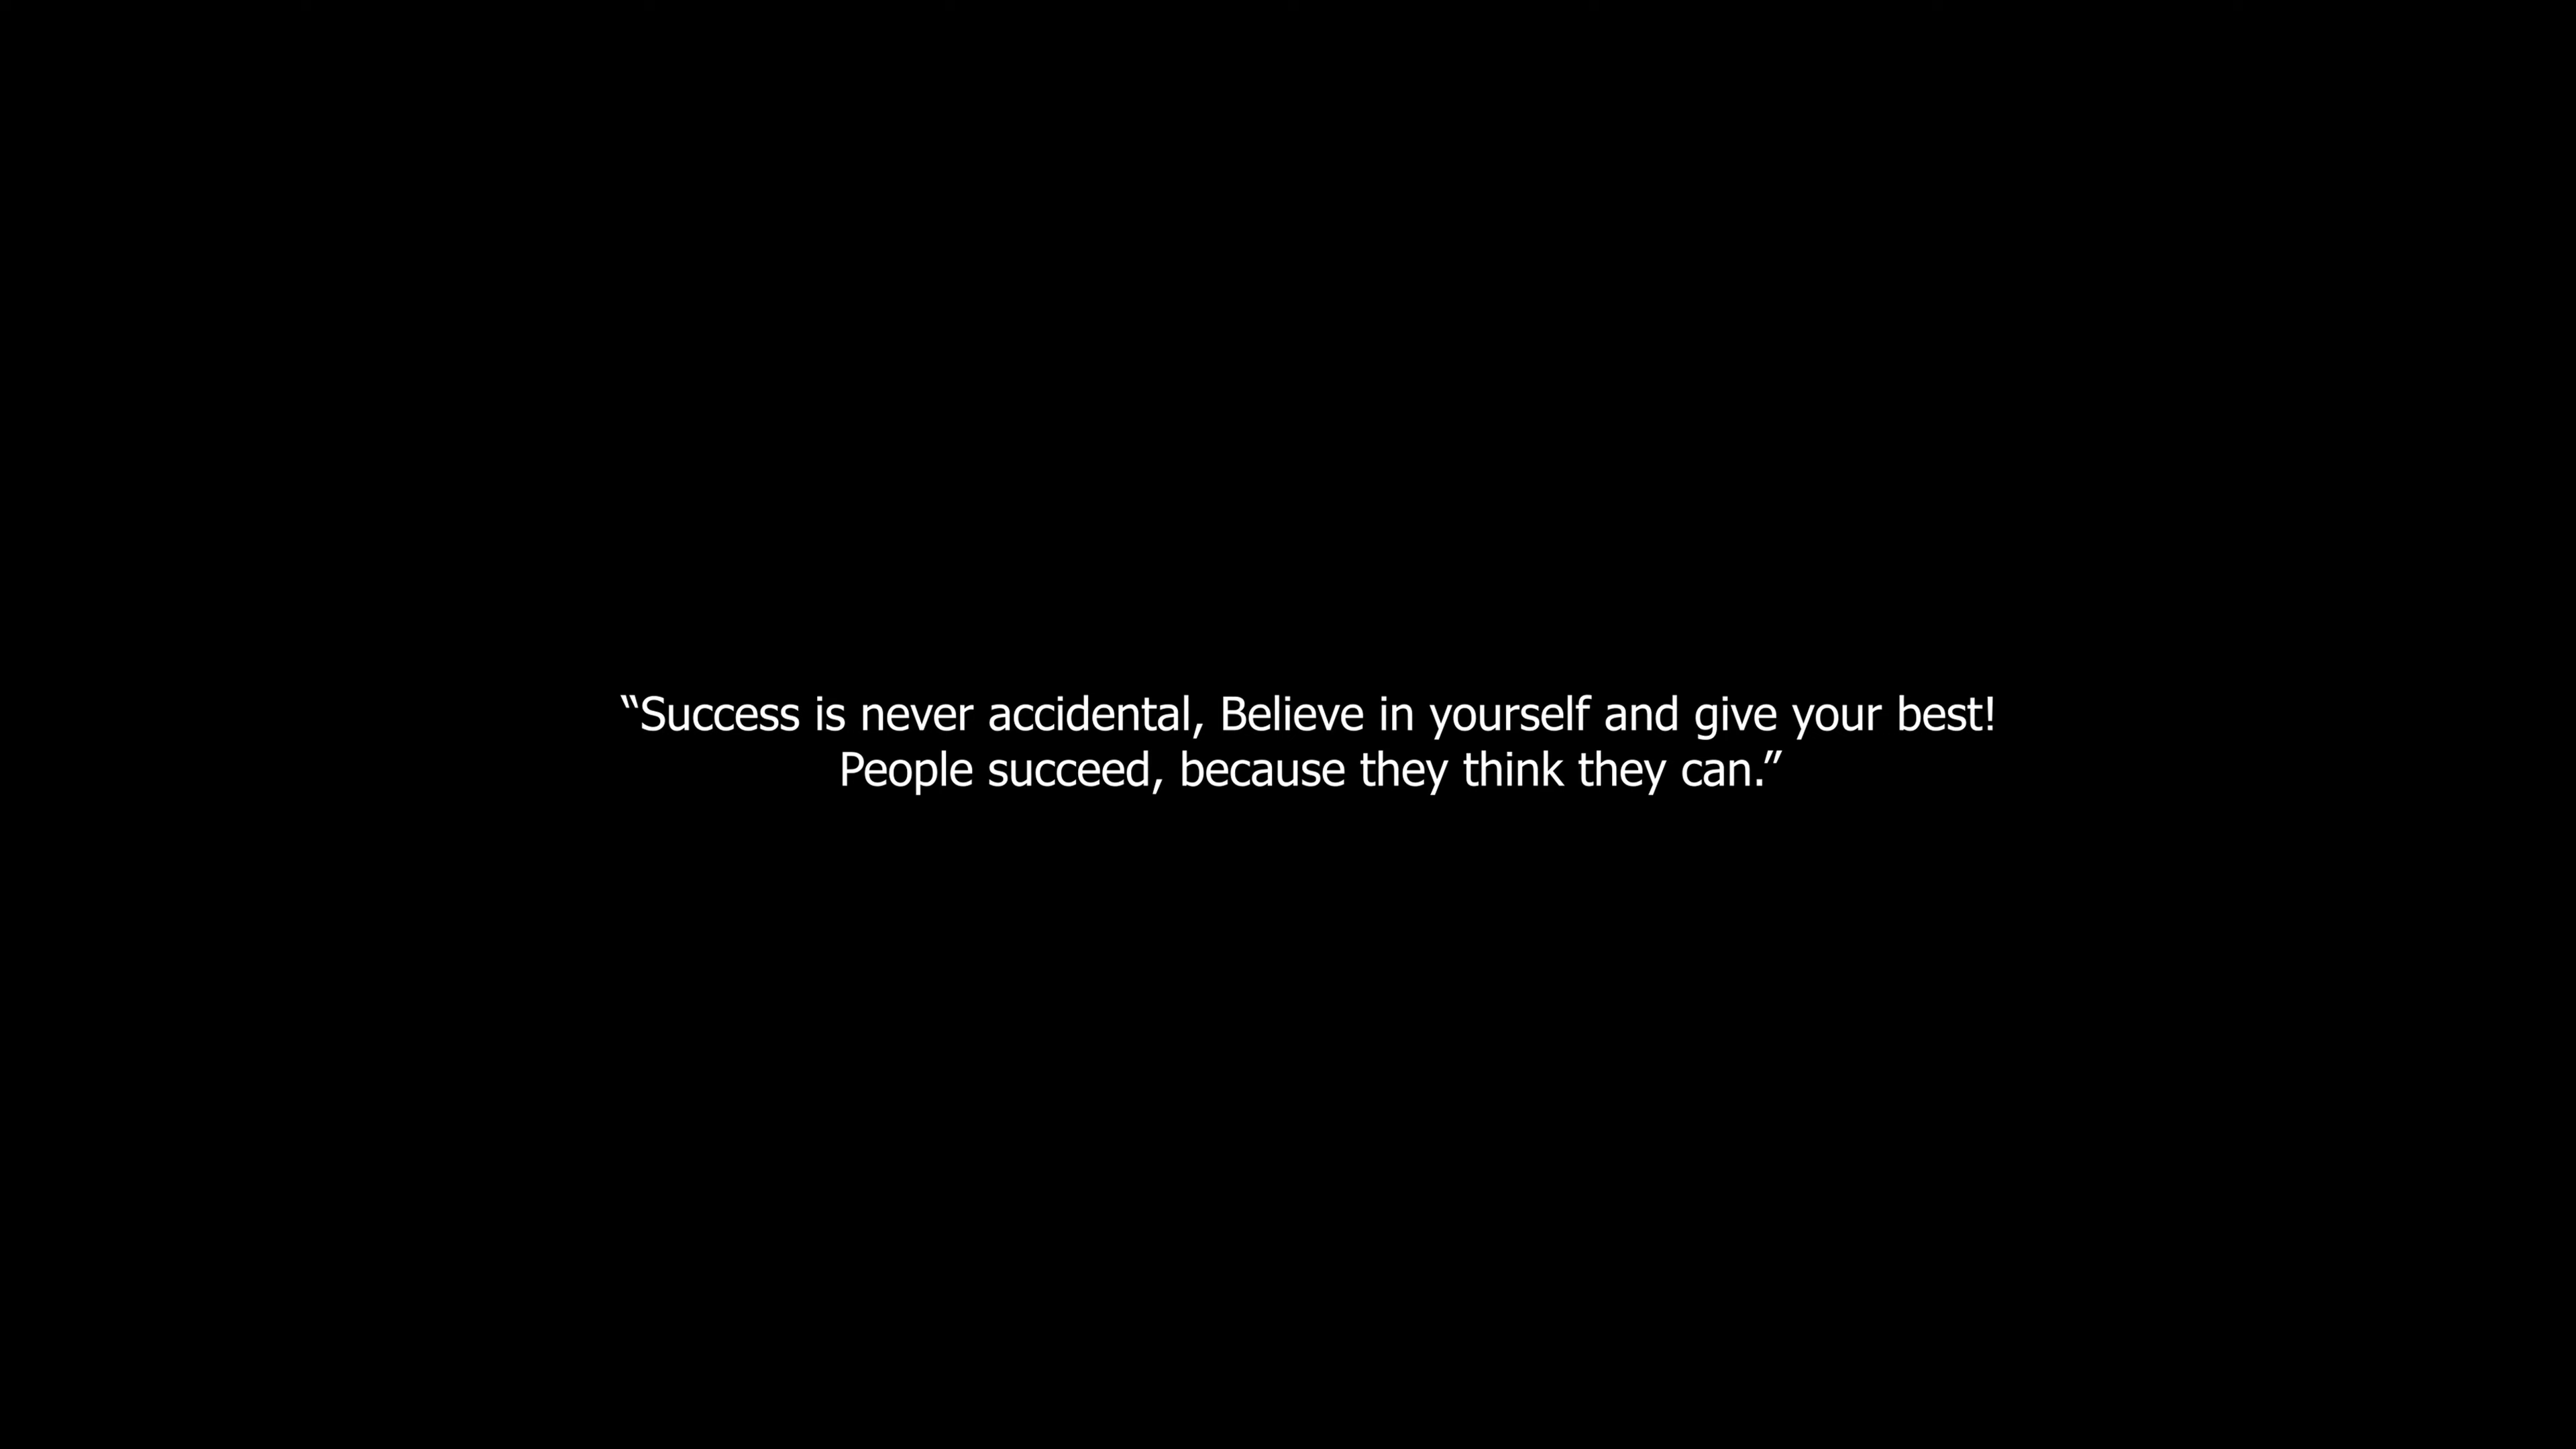 “Success is never accidental, Believe in yourself and give your best!
People succeed, because they think they can.”